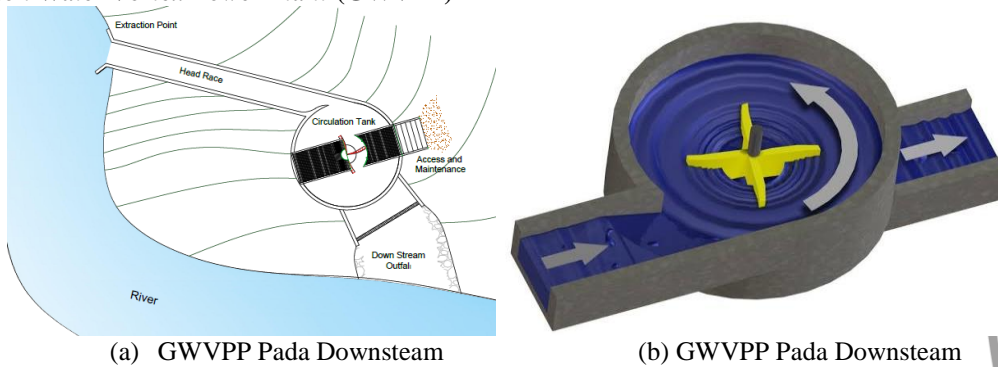 Extraction Point
Head Race
Circulation Tank
Access and
Maintenance
Down Stream
Outfall
River
(a) GWVPP Pada Downsteam
(b) GWVPP Pada Downsteam